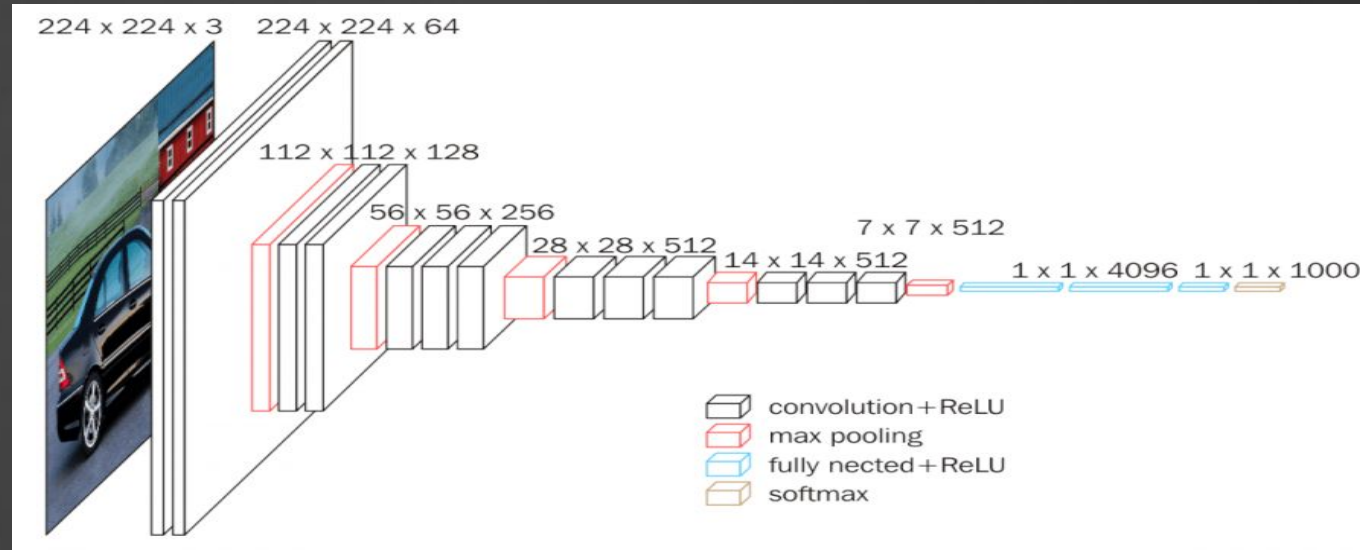 224 x 224 x 3
224 x 224 x 64
112 x 112 x 128
56 x 56 x 256
28 x 28 x 512
14 x 14 x 512
7 x 7 x 512
1 x 1 x 4096
1 x 1 x 1000
convolution+ReLU
max pooling
fully nected+ReLU
softmax